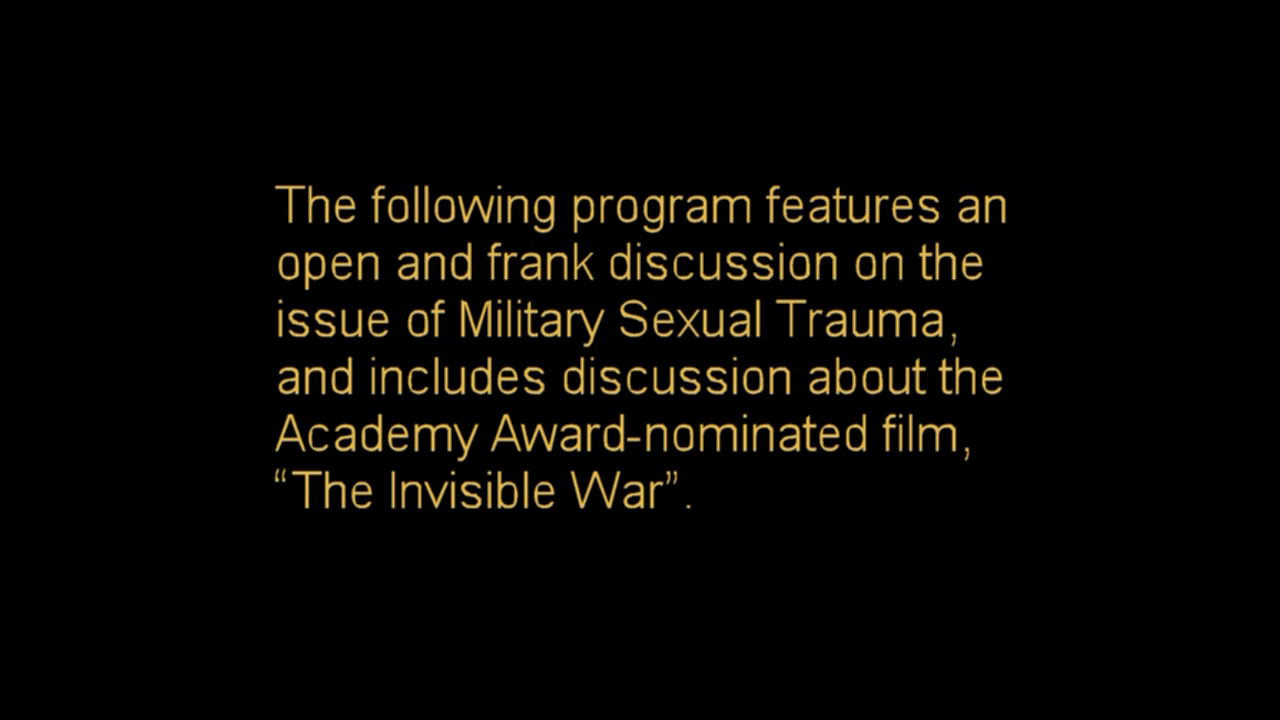 The following program features an
open and frank discussion on the
issue of Military Sexual Trauma,
and includes discussion about the
Academy Award-nominated film,
“The Invisible War”.